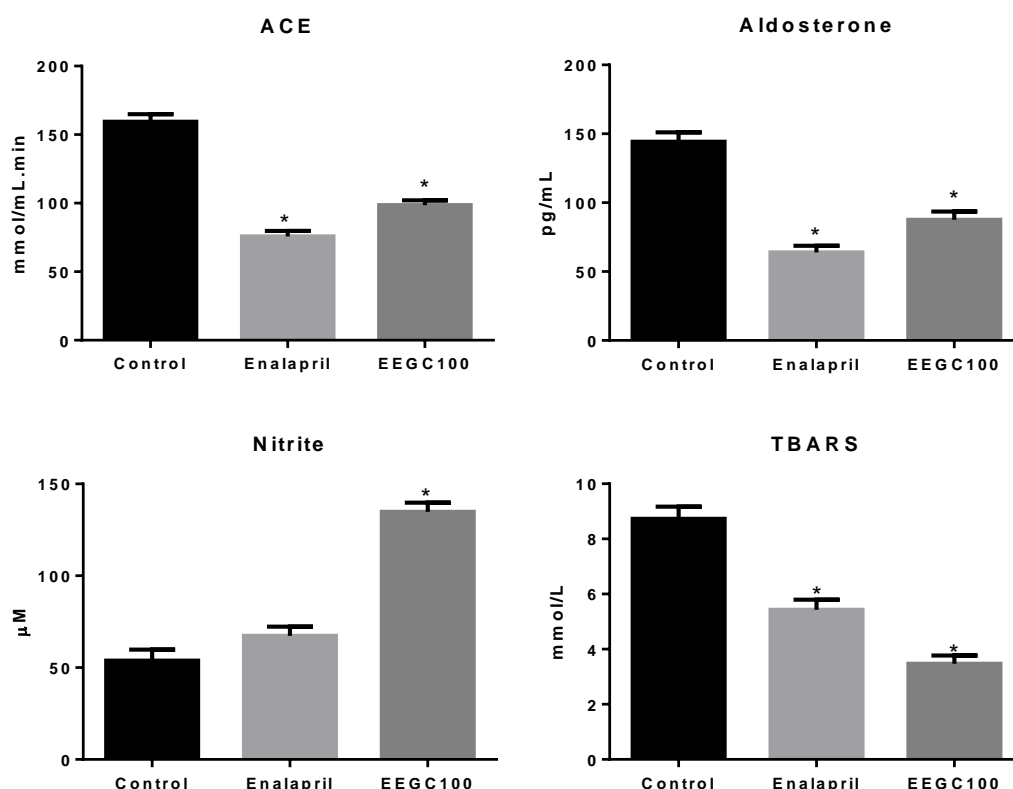 ACE
mmol/mL.min
200
150
100
50
0
*
*
Control Enalapril EEGC100
Aldosterone
pg/mL
200
150
100
50
0
*
*
Control Enalapril EEGC100
Nitrite
µM
150
100
50
0
*
Control Enalapril EEGC100
TBARS
mmol/L
10
8
6
4
2
0
*
*
Control Enalapril EEGC100